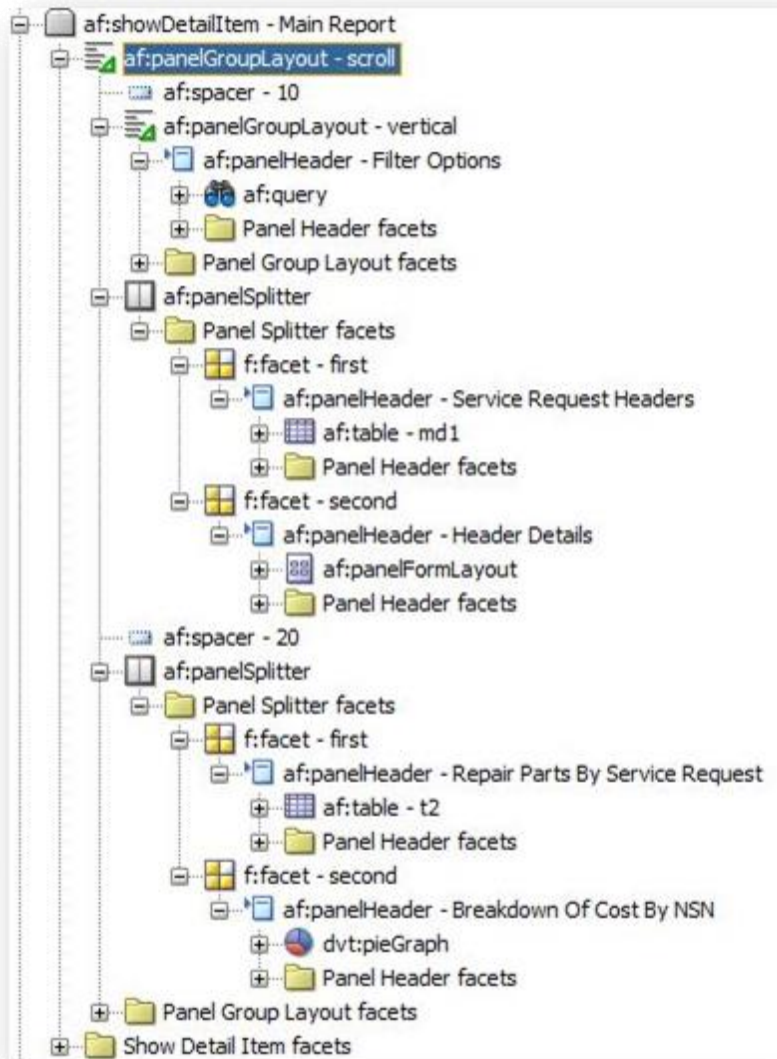 af:showDetailItem - Main Report
af:panelGroupLayout - scroll
af:spacer - 10
af:panelGroupLayout - vertical
af:panelHeader - Filter Options
af:query
Panel Header facets
Panel Group Layout facets
af:panelSplitter
Panel Splitter facets
f:facet - first
af:panelHeader - Service Request Headers
af:table - md1
Panel Header facets
f:facet - second
af:panelHeader - Header Details
af:panelFormLayout
Panel Header facets
af:spacer - 20
af:panelSplitter
Panel Splitter facets
f:facet - first
af:panelHeader - Repair Parts By Service Request
af:table - t2
Panel Header facets
f:facet - second
af:panelHeader - Breakdown Of Cost By NSN
dvt:pieGraph
Panel Header facets
Panel Group Layout facets
Show Detail Item facets